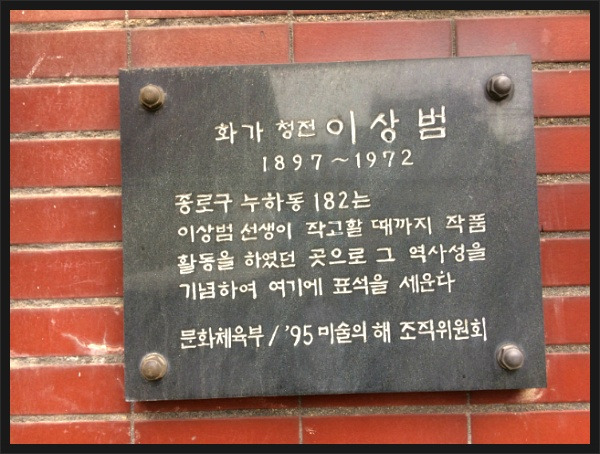 화가 청전 이상범
1897~1972
종로구 누하동 182는
이상범 선생이 작고할 때까지 작품
활동을 하였던 곳으로 그 역사성을
기념하여 여기에 표석을 세운다
문화체육부/'95미술의 해 조직위원회